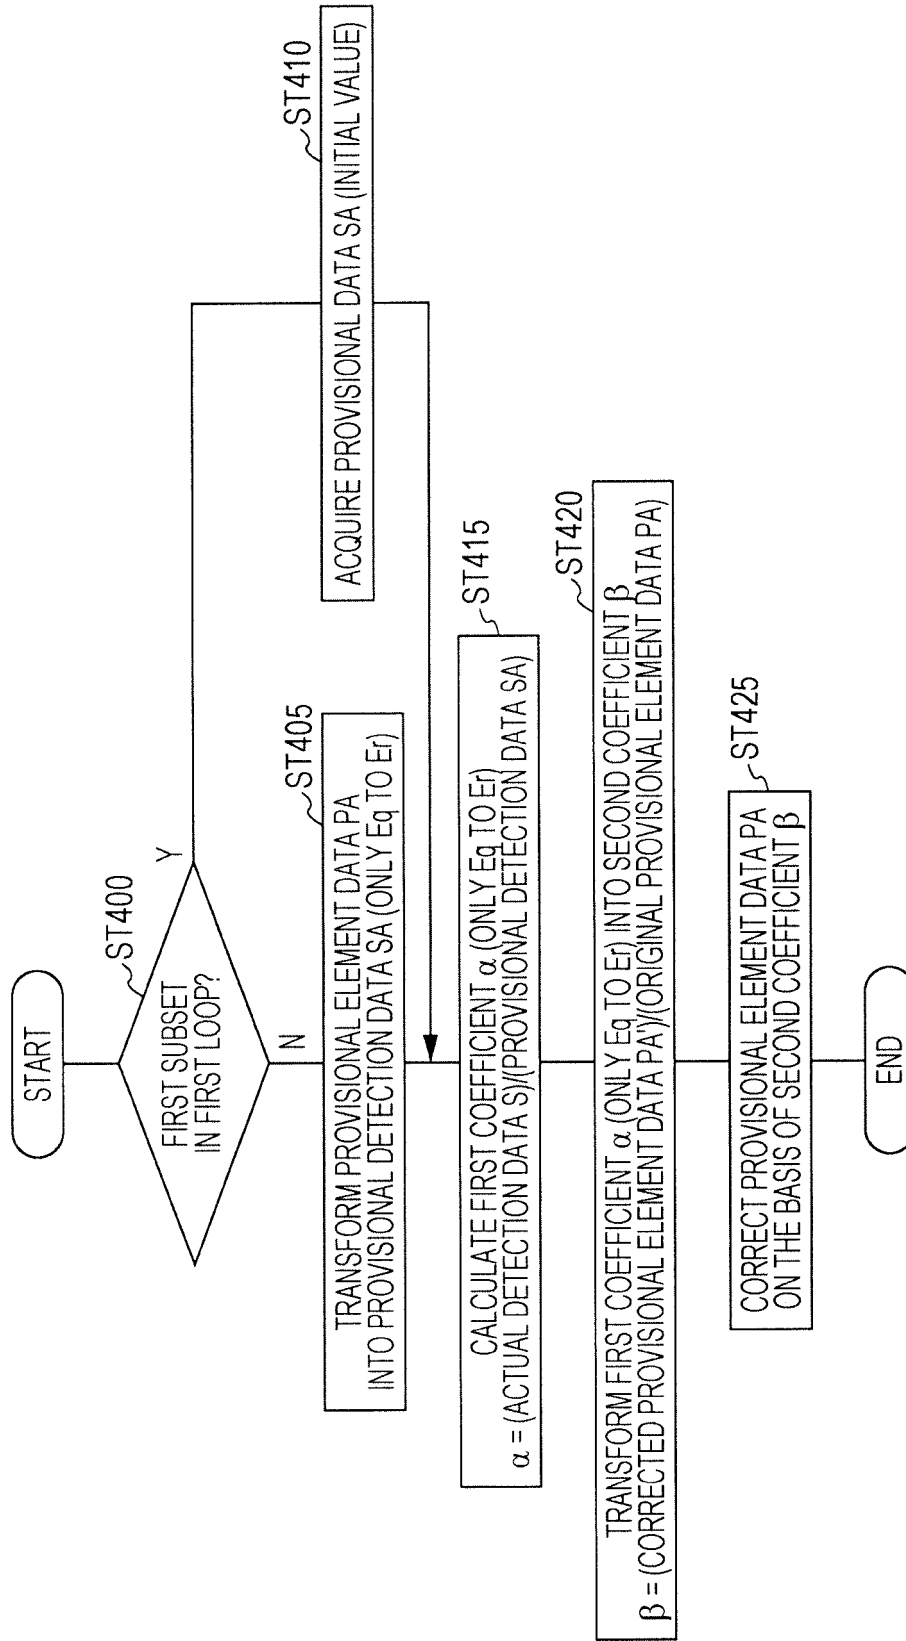 START
ST400
FIRST SUBSET
IN FIRST LOOP?
Y
N
ST405
TRANSFORM PROVISIONAL ELEMENT DATA PA
INTO PROVISIONAL DETECTION DATA SA (ONLY Eq TO Er)
ST410
ACQUIRE PROVISIONAL DATA SA (INITIAL VALUE)
ST415
CALCULATE FIRST COEFFICIENT α (ONLY Eq TO Er)
α = (ACTUAL DETECTION DATA S)/(PROVISIONAL DETECTION DATA SA)
ST420
TRANSFORM FIRST COEFFICIENT α (ONLY Eq TO Er) INTO SECOND COEFFICIENT β
β = (CORRECTED PROVISIONAL ELEMENT DATA PA)/(ORIGINAL PROVISIONAL ELEMENT DATA PA)
ST425
CORRECT PROVISIONAL ELEMENT DATA PA
ON THE BASIS OF SECOND COEFFICIENT β
END